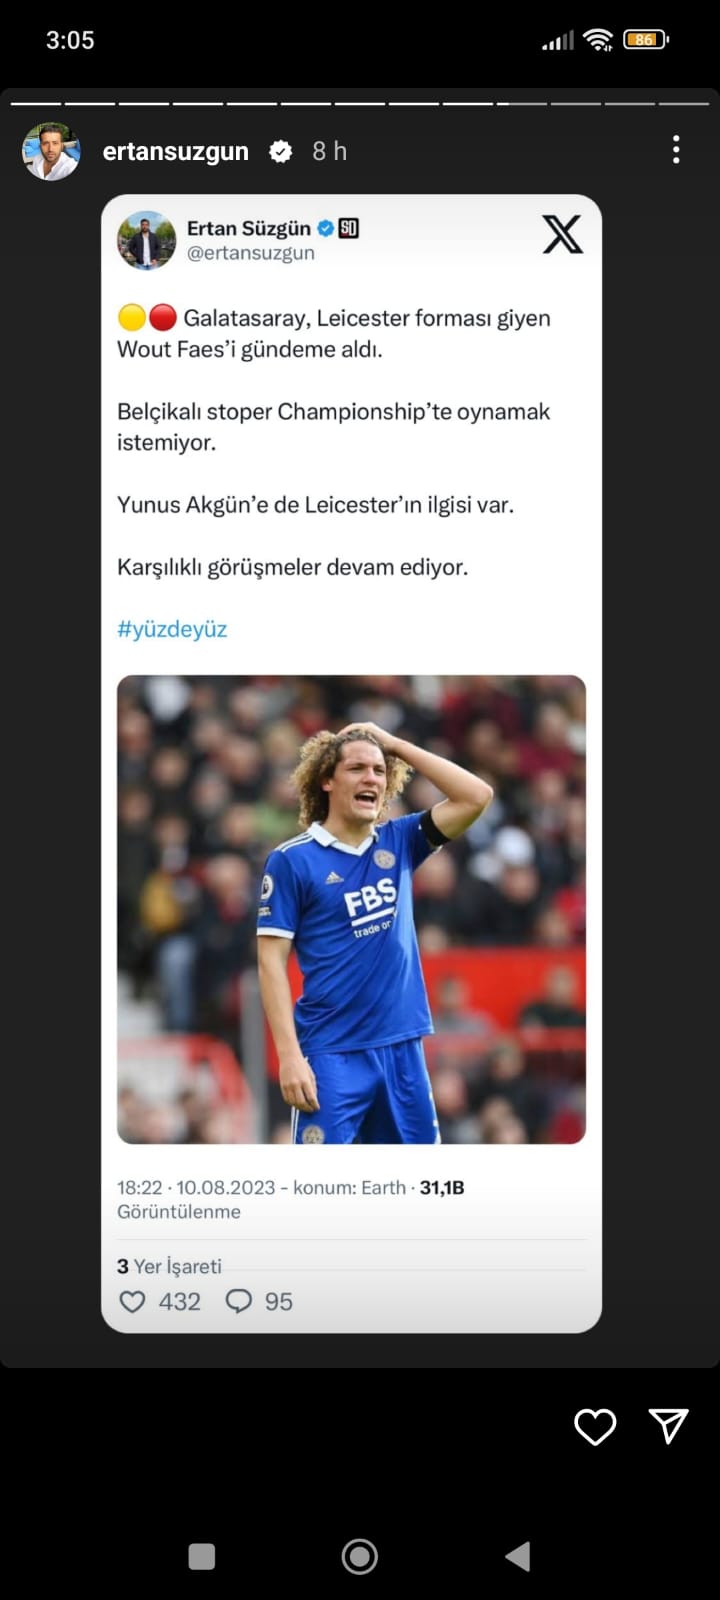 3:05
86
ertansuzgun 8 h
Ertan Süzgün SD
@ertansuzgun
X
🟡🔴 Galatasaray, Leicester forması giyen
Wout Faes’i gündeme aldı.
Belçikalı stoper Championship’te oynamak
istemiyor.
Yunus Akgün’e de Leicester’ın ilgisi var.
Karşılıklı görüşmeler devam ediyor.
#yüzdeyüz
FBS
trade or
18:22 · 10.08.2023 - konum: Earth · 31,1B
Görüntülenme
3 Yer İşareti
432 95